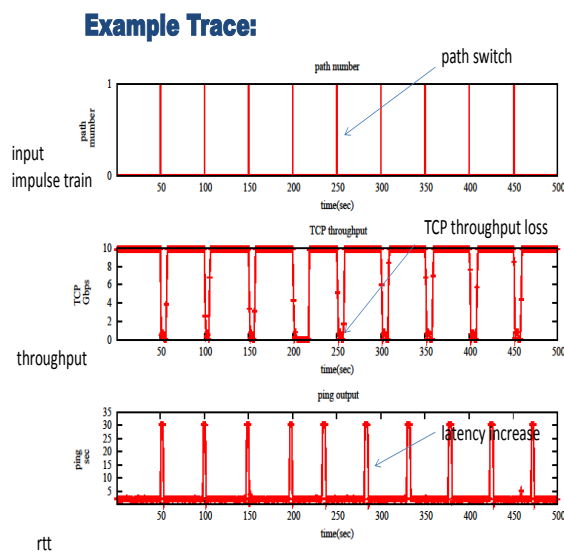 Example Trace:
path number
path switch
1
0
path
number
input
impulse train
50 100 150 200 250 300 350 400 450 500
time(sec)
TCP throughput
TCP throughput loss
10
8
6
4
2
0
TCP
Gbps
50 100 150 200 250 300 350 400 450 500
time(sec)
throughput
ping output
latency increase
35
30
25
20
15
10
5
ping
sec
50 100 150 200 250 300 350 400 450 500
time(sec)
rtt